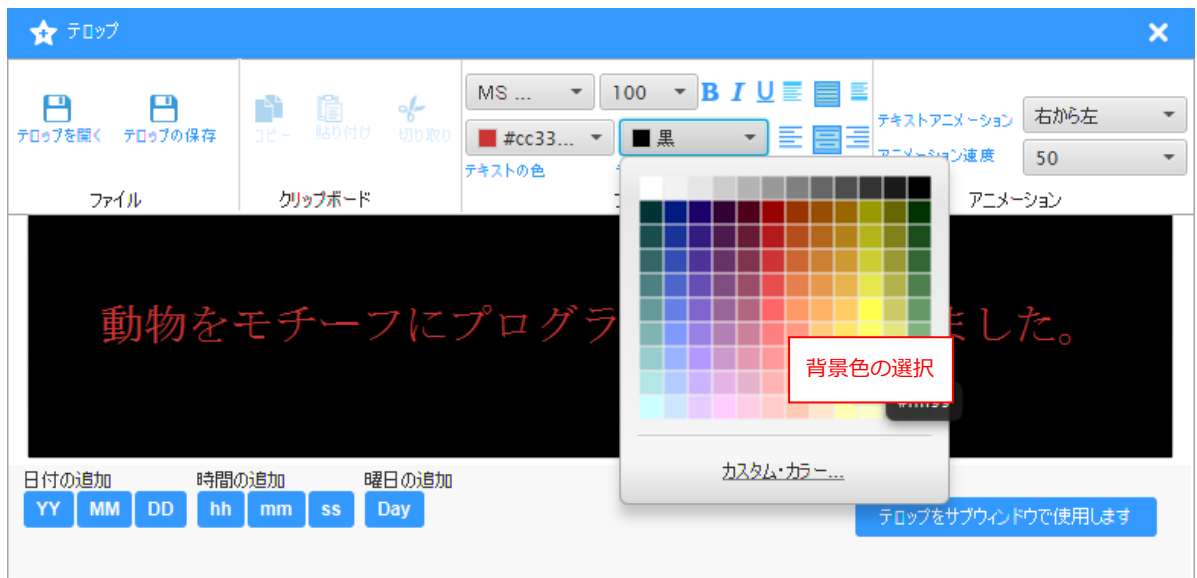 テロップ
MS ...
100
B I U
テロップを開く
テロップの保存
コピー
貼り付け
切り取り
#cc33...
黒
テキストアニメーション
右から左
テキストの色
アニメーション速度
50
ファイル
クリップボード
アニメーション
動物をモチーフにプログラ
ました。
背景色の選択
カスタム・カラー...
日付の追加
時間の追加
曜日の追加
YY MM DD
hh mm ss
Day
テロップをサブウィンドウで使用します